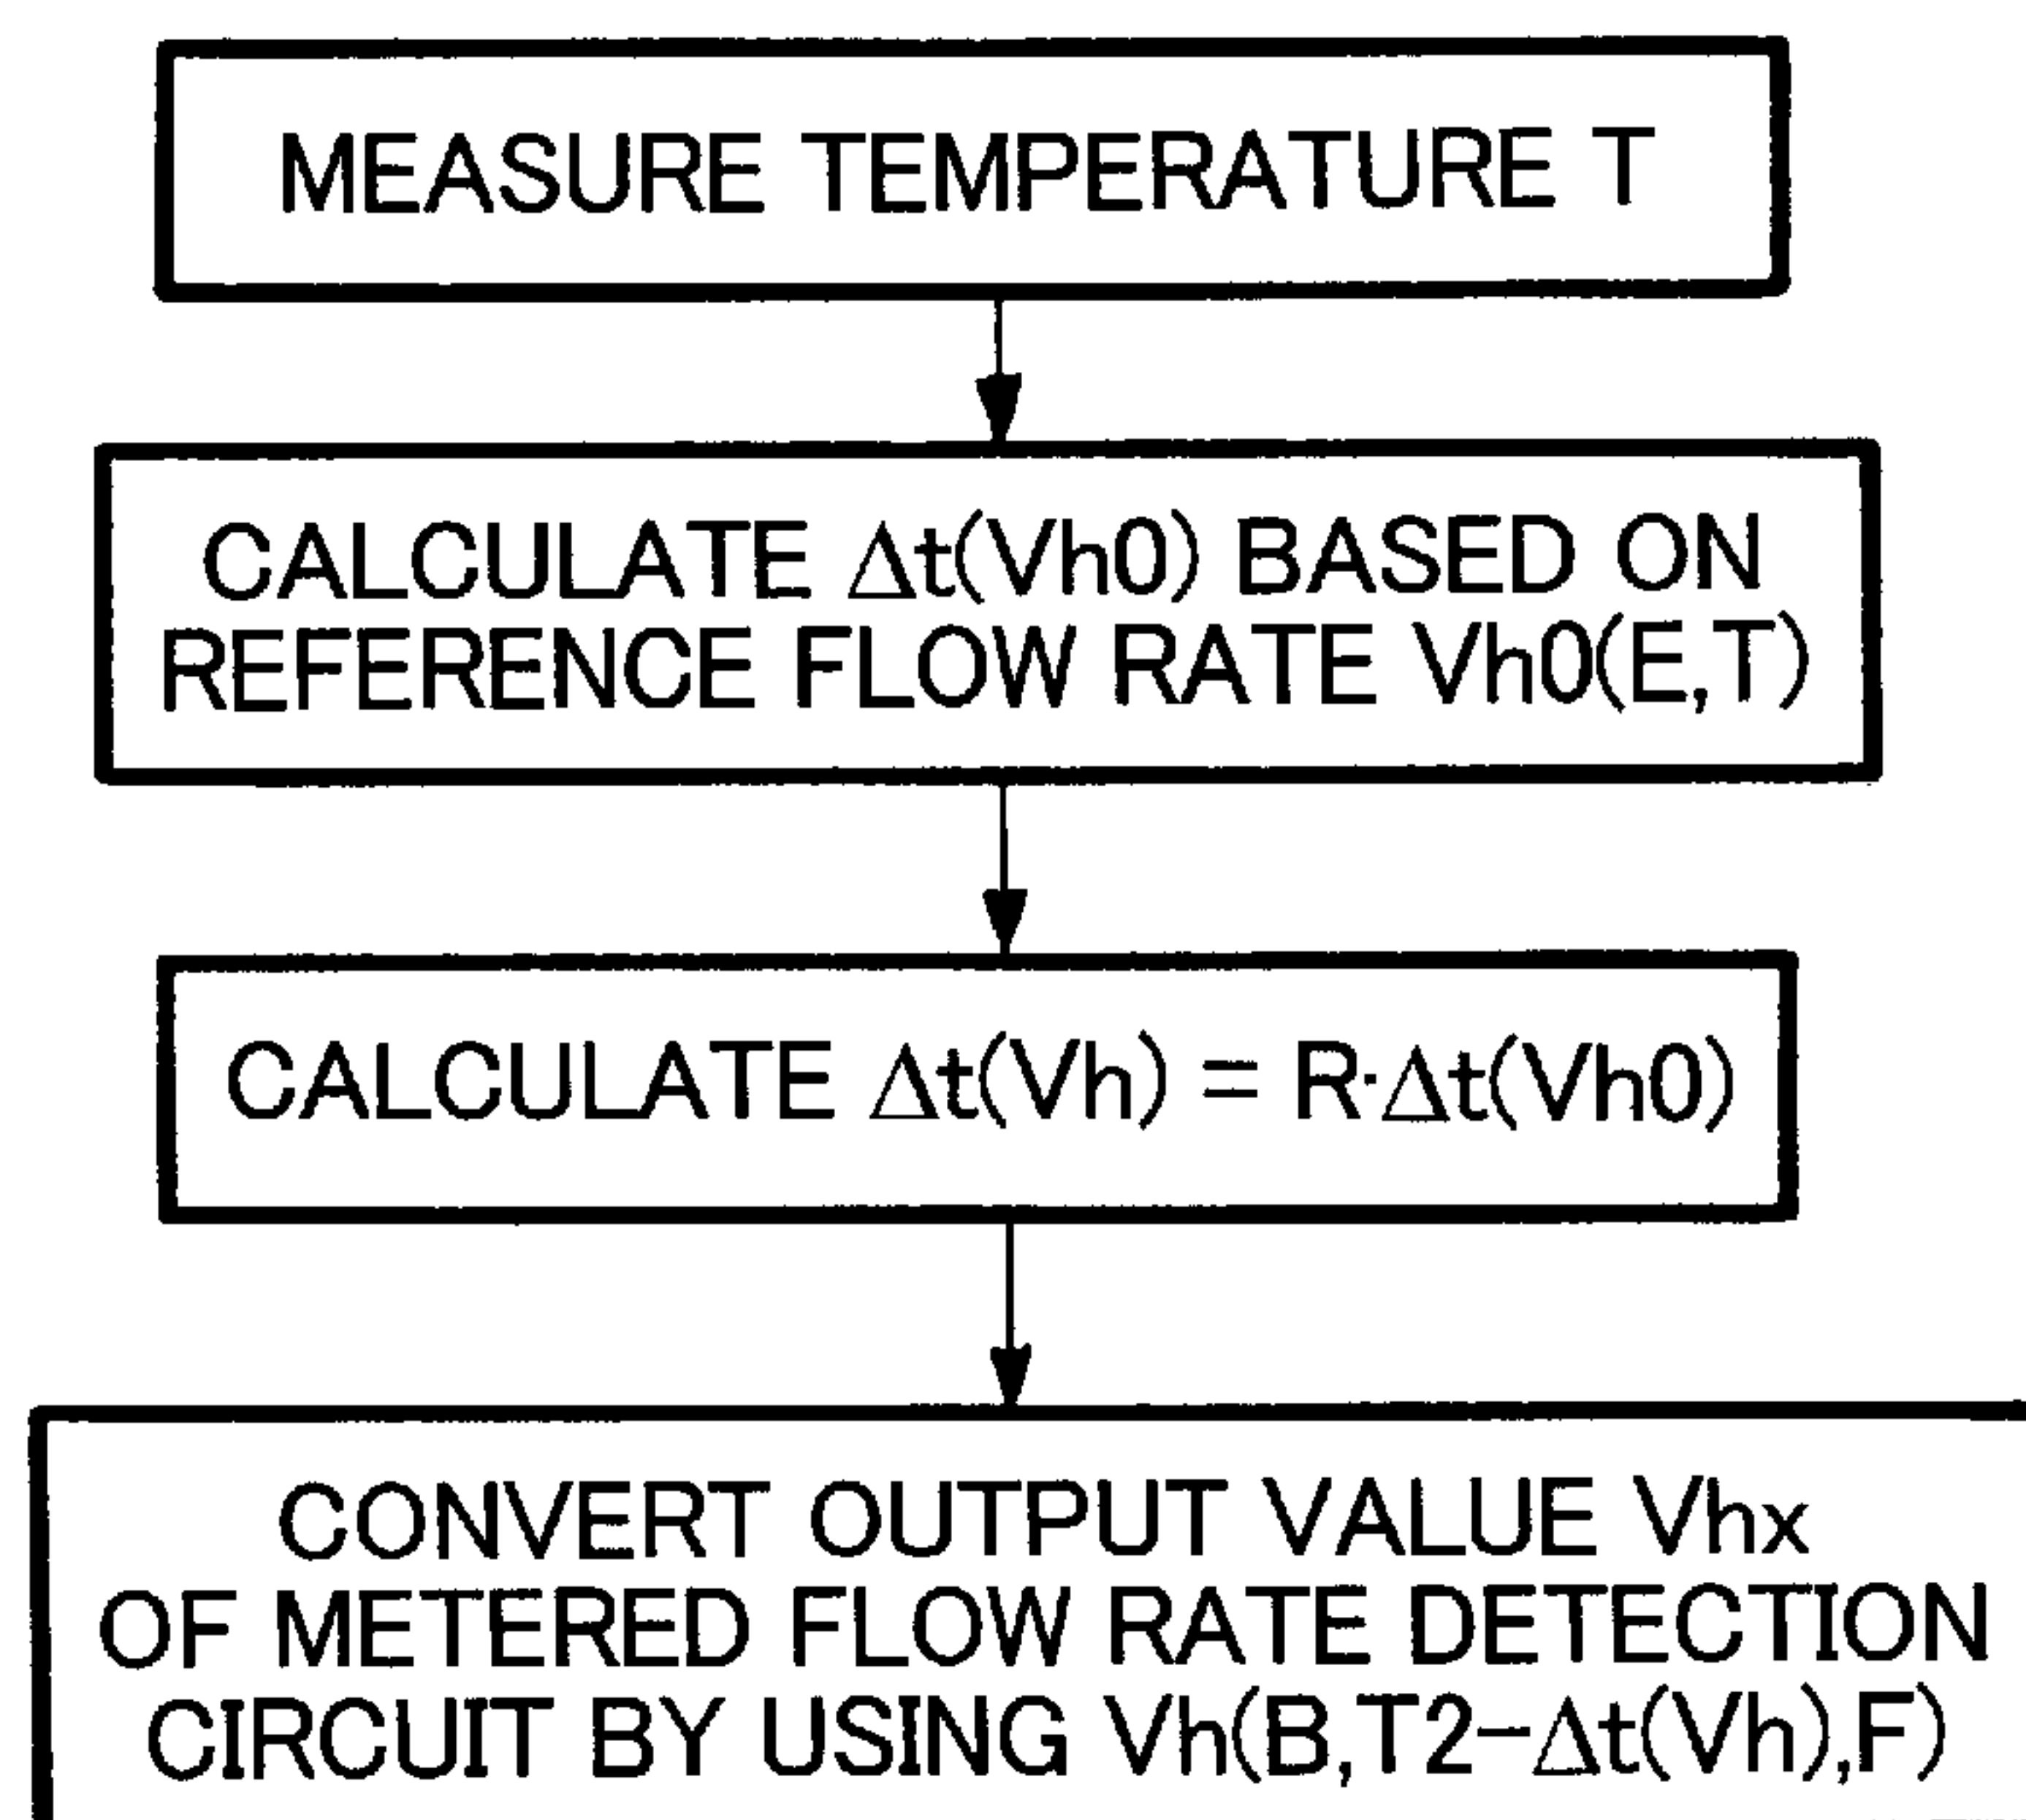 MEASURE TEMPERATURE T
CALCULATE Δt(Vh0) BASED ON
REFERENCE FLOW RATE Vh0(E,T)
CALCULATE Δt(Vh) = R·Δt(Vh0)
CONVERT OUTPUT VALUE Vhx
OF METERED FLOW RATE DETECTION
CIRCUIT BY USING Vh(B,T2−Δt(Vh),F)